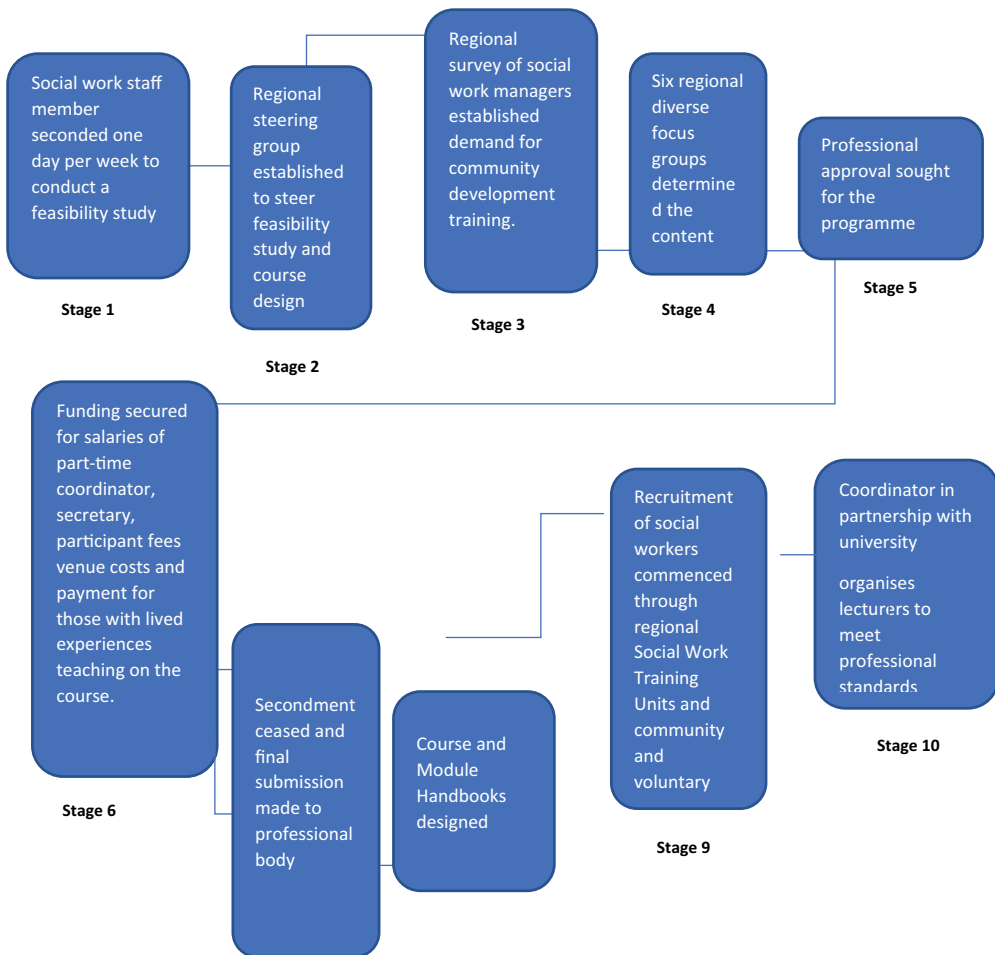 Social work staff
member
seconded one
day per week to
conduct a
feasibility study
Stage 1
Regional
steering
group
established
to steer
feasibility
study and
course
design
Stage 2
Regional
survey of social
work managers
established
demand for
community
development
training.
Stage 3
Six regional
diverse
focus
groups
determine
d the
content
Stage 4
Professional
approval sought
for the
programme
Stage 5
Funding secured
for salaries of
part-time
coordinator,
secretary,
participant fees
venue costs and
payment for
those with lived
experiences
teaching on the
course.
Stage 6
Secondment
ceased and
final
submission
made to
professional
body
Course and
Module
Handbooks
designed
Recruitment
of social
workers
commenced
through
regional
Social Work
Training
Units and
community
and
voluntary
Stage 9
Coordinator in
partnership with
university
organises
lecturers to
meet
professional
standards
Stage 10